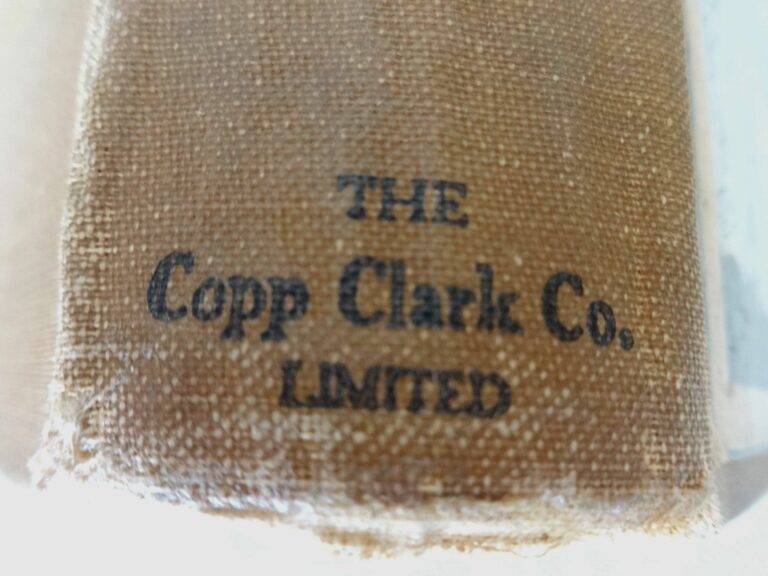 THE
Copp Clark Co.
LIMITED